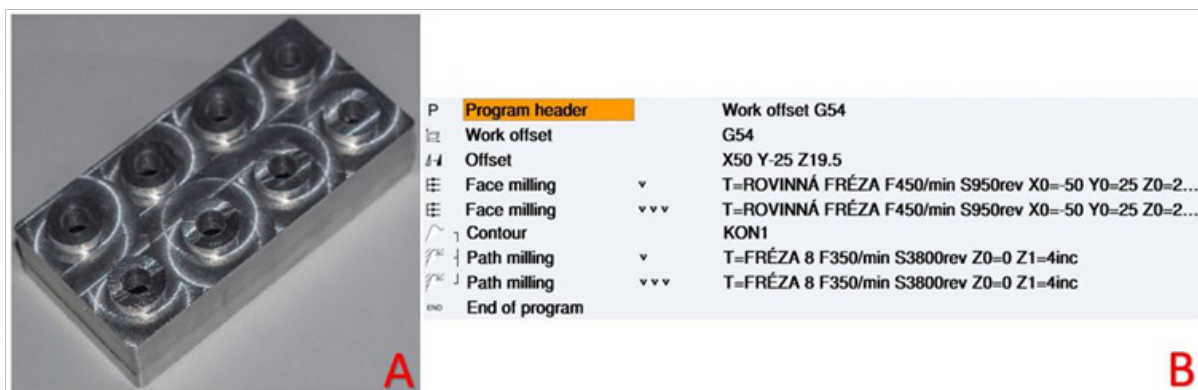 P Program header Work offset G54
Work offset G54
Offset X50 Y-25 Z19.5
Face milling v T=ROVINNÁ FRÉZA F450/min S950rev X0=-50 Y0=25 Z0=2...
Face milling vvv T=ROVINNÁ FRÉZA F450/min S950rev X0=-50 Y0=25 Z0=2...
Contour KON1
Path milling v T=FRÉZA 8 F350/min S3800rev Z0=0 Z1=4inc
Path milling vvv T=FRÉZA 8 F350/min S3800rev Z0=0 Z1=4inc
END End of program
A
B